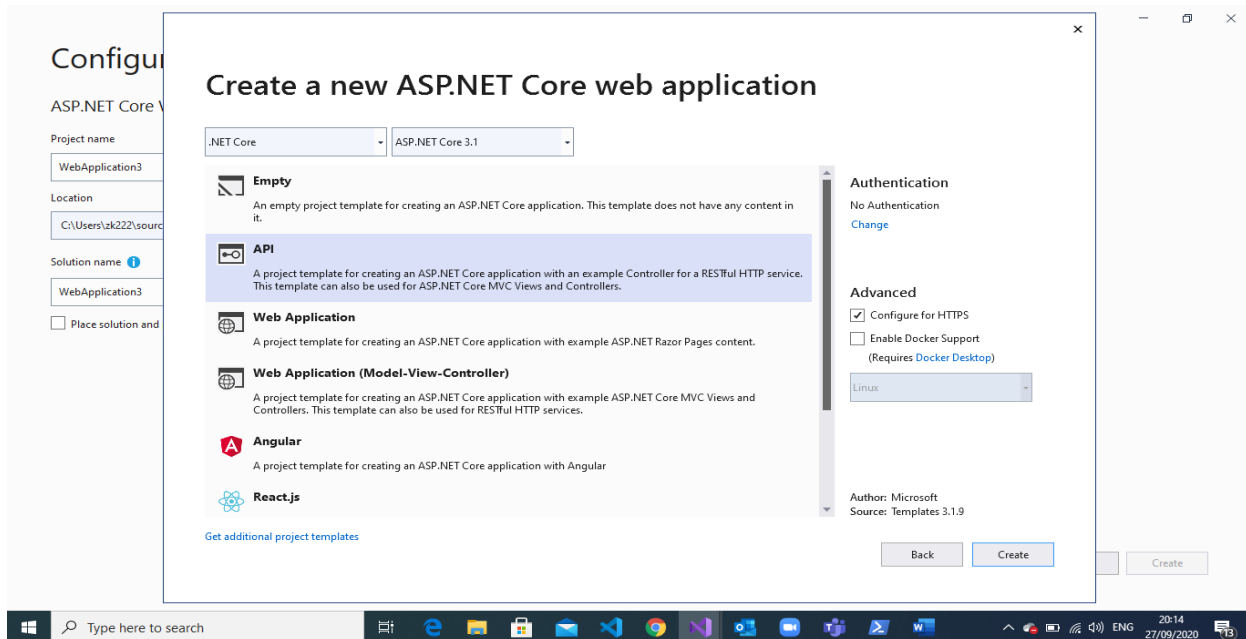 Configu
ASP.NET Core
Project name
WebApplication3
Location
C:\Users\zk222\sourc
Solution name
WebApplication3
Place solution and
Create a new ASP.NET Core web application
.NET Core
ASP.NET Core 3.1
Empty
An empty project template for creating an ASP.NET Core application. This template does not have any content in
it.
API
A project template for creating an ASP.NET Core application with an example Controller for a RESTful HTTP service.
This template can also be used for ASP.NET Core MVC Views and Controllers.
Web Application
A project template for creating an ASP.NET Core application with example ASP.NET Razor Pages content.
Web Application (Model-View-Controller)
A project template for creating an ASP.NET Core application with example ASP.NET Core MVC Views and
Controllers. This template can also be used for RESTful HTTP services.
Angular
A project template for creating an ASP.NET Core application with Angular
React.js
Get additional project templates
Authentication
No Authentication
Change
Advanced
Configure for HTTPS
Enable Docker Support
(Requires Docker Desktop)
Linux
Author: Microsoft
Source: Templates 3.1.9
Back
Create
Create
Type here to search
ENG
20:14
27/09/2020
13